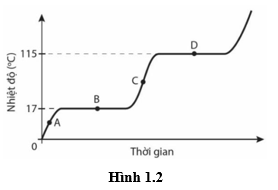 Nhiệt độ (°C)
115
17
0
A
B
C
D
Thời gian
Hình 1.2